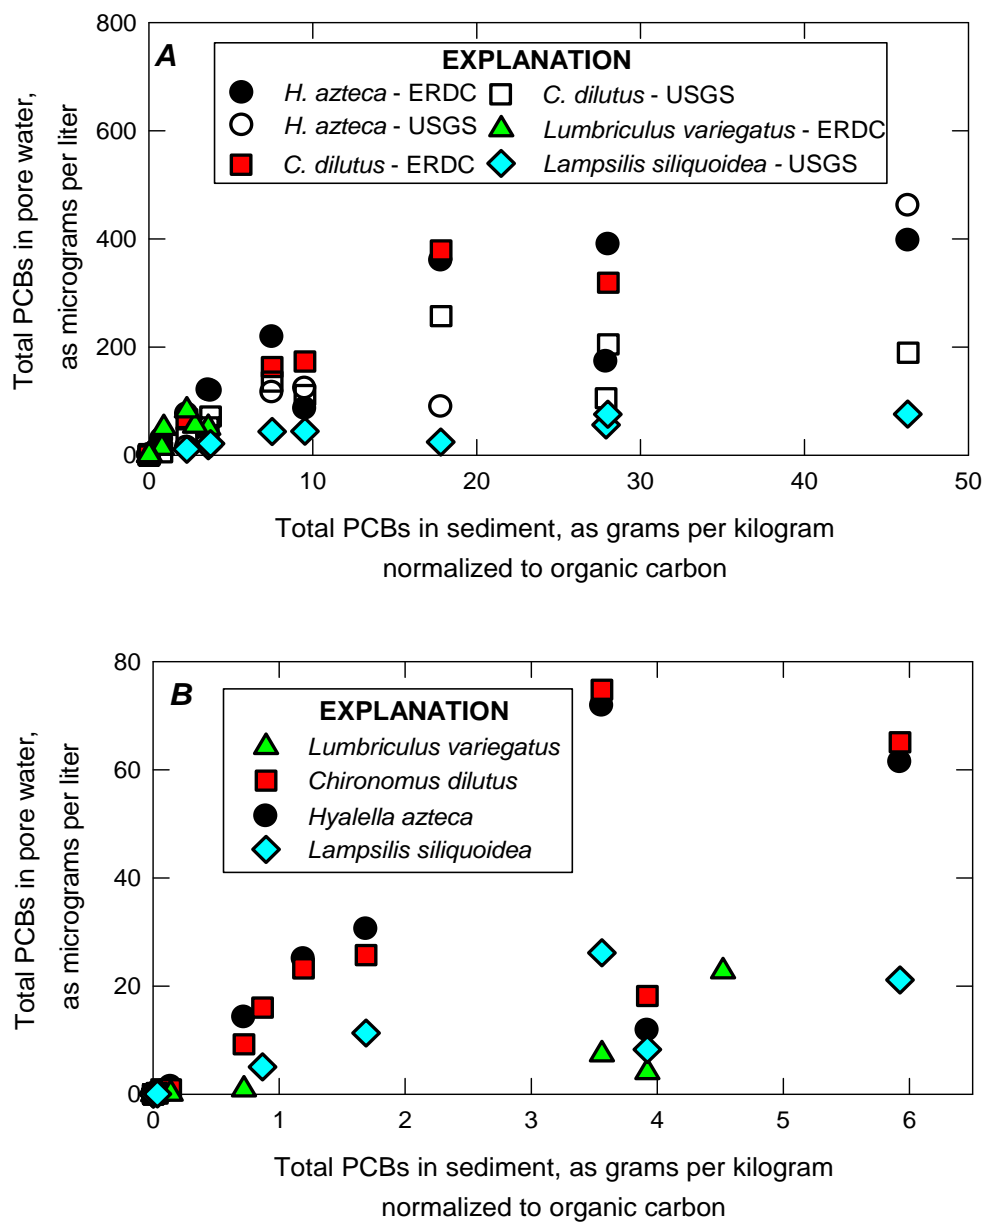 A
EXPLANATION
H. azteca - ERDC
C. dilutus - USGS
H. azteca - USGS
Lumbriculus variegatus - ERDC
C. dilutus - ERDC
Lampsilis siliquoidea - USGS
Total PCBs in pore water,
as micrograms per liter
800
600
400
200
0
0 10 20 30 40 50
Total PCBs in sediment, as grams per kilogram
normalized to organic carbon
B
EXPLANATION
Lumbriculus variegatus
Chironomus dilutus
Hyalella azteca
Lampsilis siliquoidea
Total PCBs in pore water,
as micrograms per liter
80
60
40
20
0
0 1 2 3 4 5 6
Total PCBs in sediment, as grams per kilogram
normalized to organic carbon